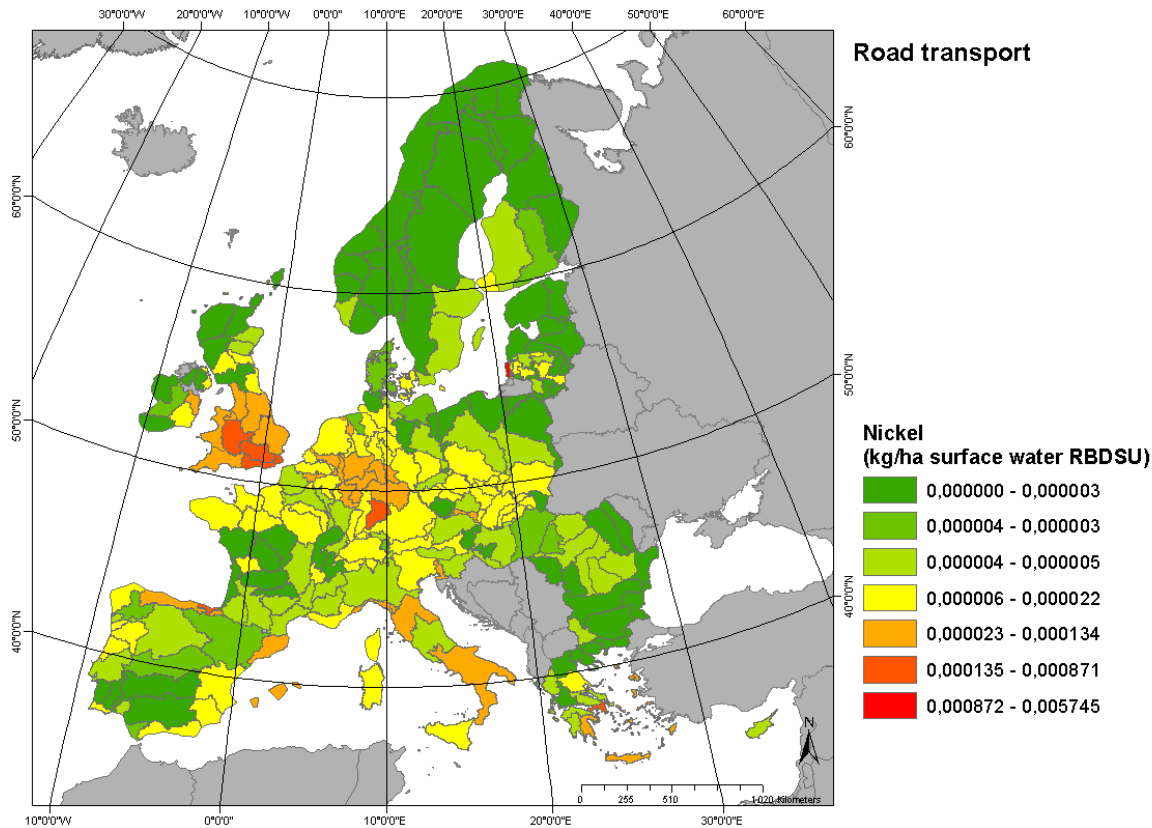 30°0'0"W 20°0'0"W 10°0'0"W 0°0'0" 10°0'0"E 20°0'0"E 30°0'0"E 40°0'0"E 50°0'0"E 60°0'0"E
Road transport
60°0'0"N
60°0'0"N
50°0'0"N
50°0'0"N
40°0'0"N
40°0'0"N
Nickel
(kg/ha surface water RBDSU)
0,000000 - 0,000003
0,000004 - 0,000003
0,000004 - 0,000005
0,000006 - 0,000022
0,000023 - 0,000134
0,000135 - 0,000871
0,000872 - 0,005745
N
0 255 510 1 020 Kilometers
10°0'0"W 0°0'0" 10°0'0"E 20°0'0"E 30°0'0"E